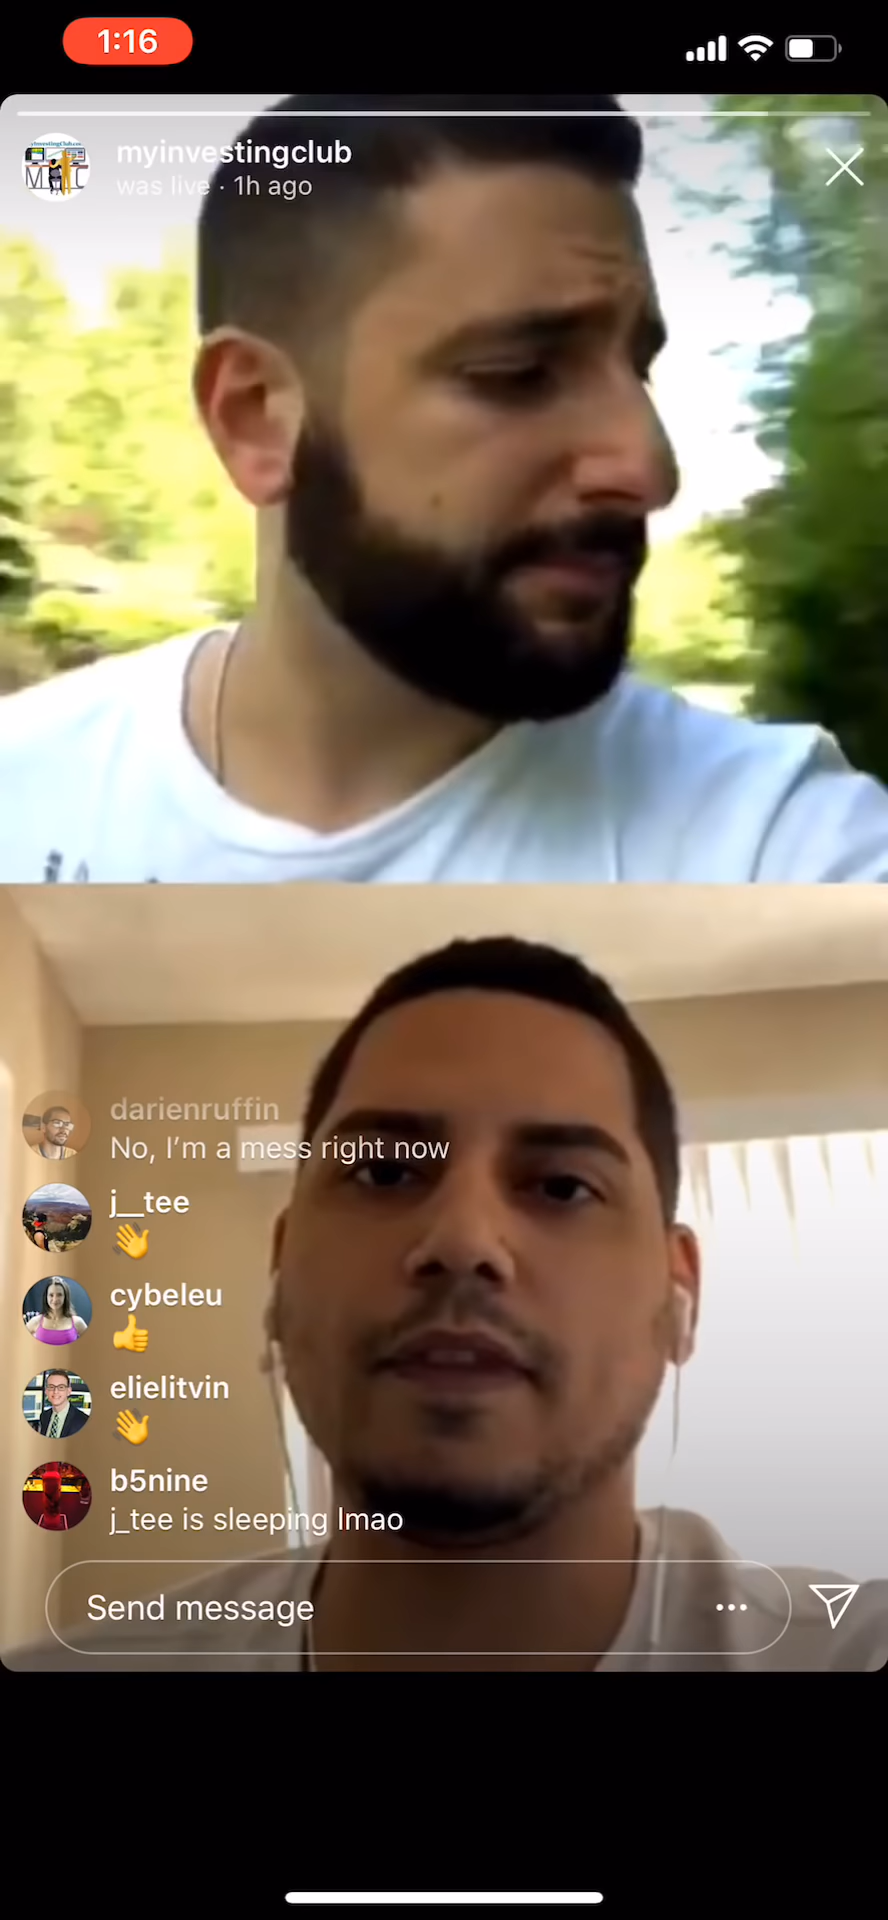 1:16
myinvestingclub
was live · 1h ago
darienruffin
No, I’m a mess right now
j__tee
👋
cybeleu
👍
elielitvin
👋
b5nine
j_tee is sleeping lmao
Send message